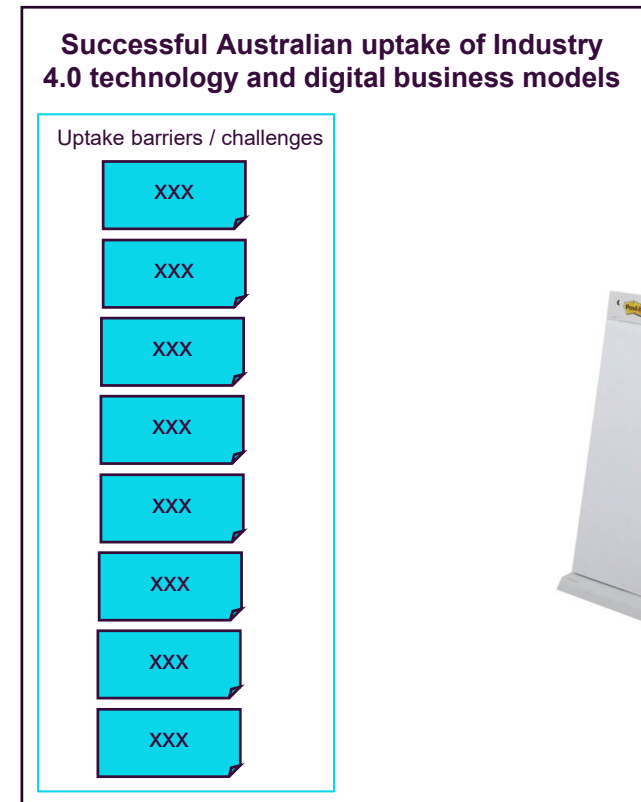 Successful Australian uptake of Industry
4.0 technology and digital business models
Uptake barriers / challenges
XXX
XXX
XXX
XXX
XXX
XXX
XXX
XXX